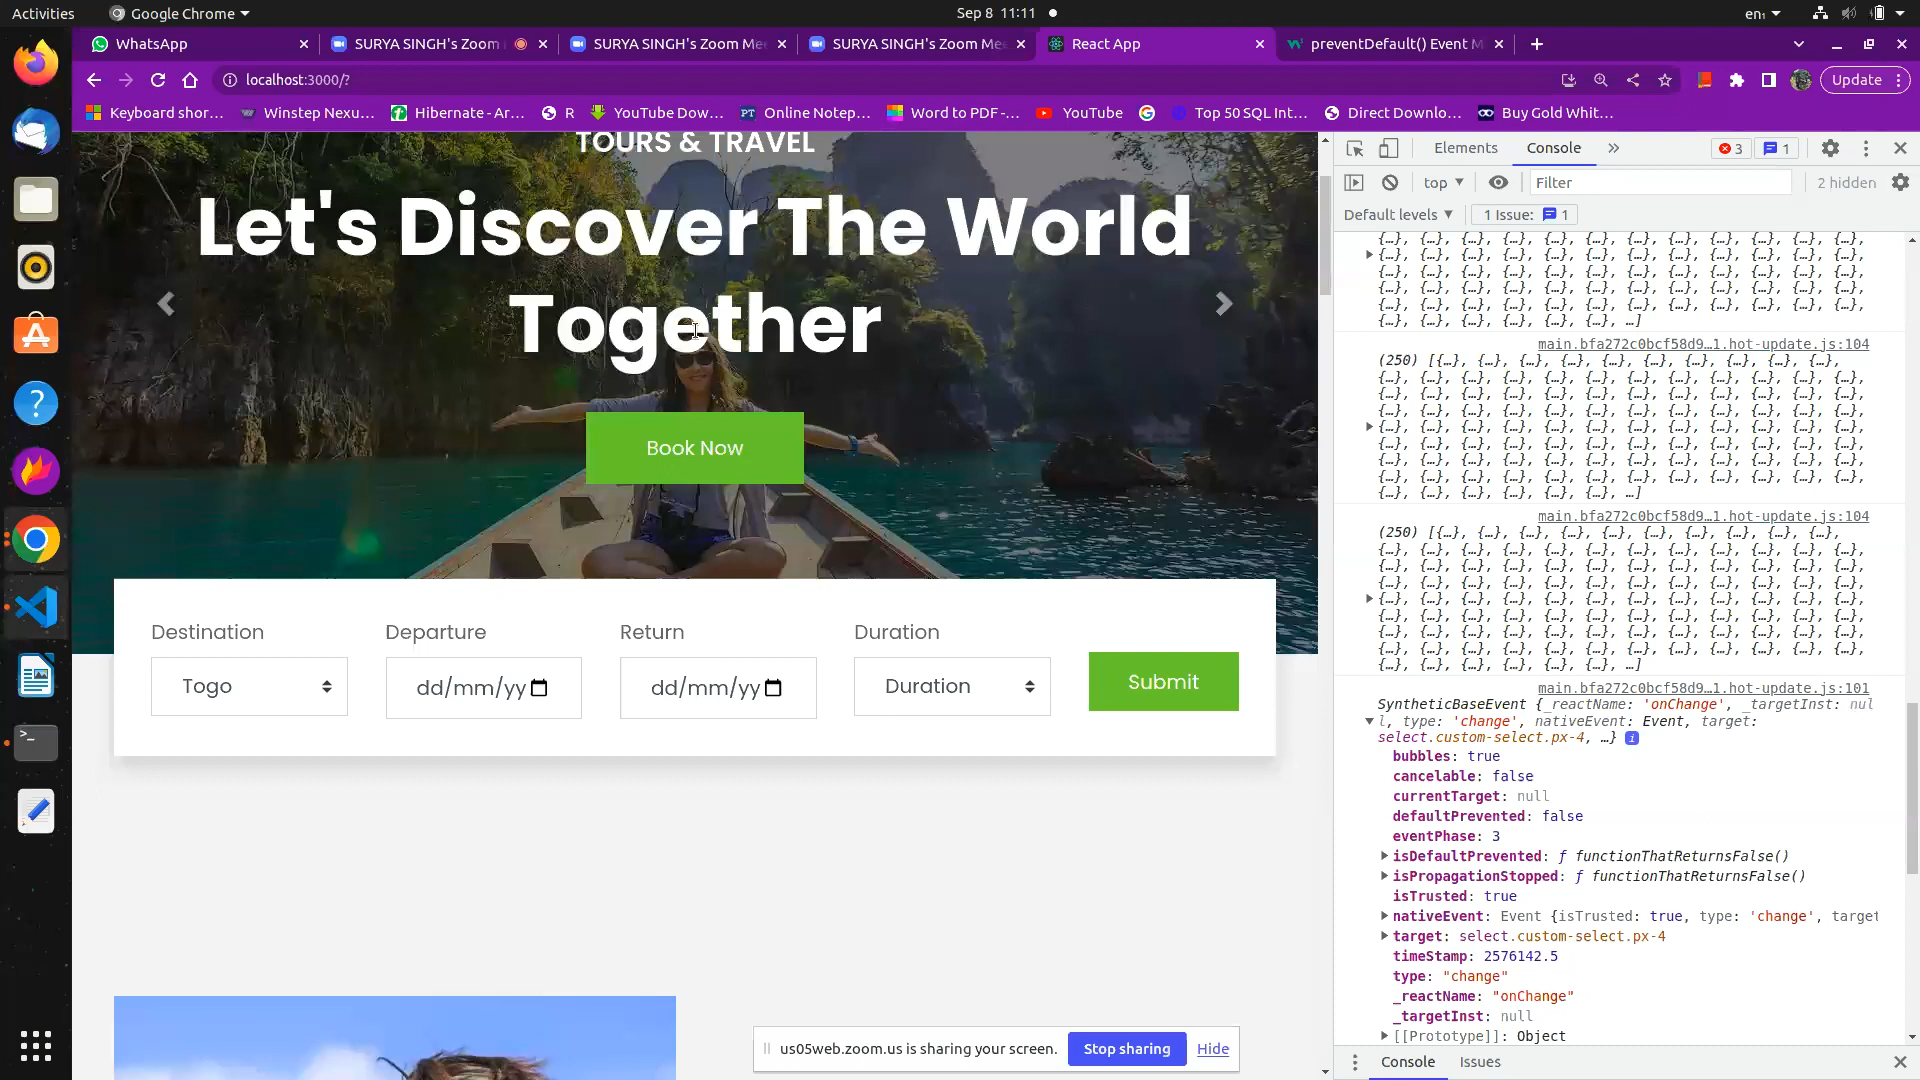 Activities
Google Chrome
Sep 8 11:11
en₁
WhatsApp
SURYA SINGH's Zoom
SURYA SINGH's Zoom Mee
SURYA SINGH's Zoom Mee
React App
preventDefault() Event M
localhost:3000/?
Update
Keyboard shor...
Winstep Nexu...
Hibernate - Ar...
R
YouTube Dow...
Online Notep...
Word to PDF -...
YouTube
Top 50 SQL Int...
Direct Downlo...
Buy Gold Whit...
TOURS & TRAVEL
Let's Discover The World
Together
Book Now
Destination
Departure
Return
Duration
Togo
dd/mm/yy
dd/mm/yy
Duration
Submit
us05web.zoom.us is sharing your screen.
Stop sharing
Hide
Elements
Console
3
1
top
Filter
2 hidden
Default levels
1 Issue:
1
{…}, {…}, {…}, {…}, {…}, {…}, {…}, {…}, {…}, {…}, {…}, {…},
{…}, {…}, {…}, {…}, {…}, {…}, {…}, {…}, {…}, {…}, {…}, {…},
{…}, {…}, {…}, {…}, {…}, {…}, {…}, {…}, {…}, {…}, {…}, {…},
{…}, {…}, {…}, {…}, {…}, {…}, {…}, {…}, {…}, {…}, {…}, {…},
{…}, {…}, {…}, {…}, {…}, {…}, {…}, {…}, {…}, {…}, {…}, {…},
{…}, {…}, {…}, {…}, {…}, {…}, …]
main.bfa272c0bcf58d9…1.hot-update.js:104
(250) [{…}, {…}, {…}, {…}, {…}, {…}, {…}, {…}, {…}, {…},
{…}, {…}, {…}, {…}, {…}, {…}, {…}, {…}, {…}, {…}, {…}, {…},
{…}, {…}, {…}, {…}, {…}, {…}, {…}, {…}, {…}, {…}, {…}, {…},
{…}, {…}, {…}, {…}, {…}, {…}, {…}, {…}, {…}, {…}, {…}, {…},
{…}, {…}, {…}, {…}, {…}, {…}, {…}, {…}, {…}, {…}, {…}, {…},
{…}, {…}, {…}, {…}, {…}, {…}, {…}, {…}, {…}, {…}, {…}, {…},
{…}, {…}, {…}, {…}, {…}, {…}, {…}, {…}, {…}, {…}, {…}, {…},
{…}, {…}, {…}, {…}, {…}, {…}, {…}, {…}, {…}, {…}, {…}, {…},
{…}, {…}, {…}, {…}, {…}, {…}, …]
main.bfa272c0bcf58d9…1.hot-update.js:104
(250) [{…}, {…}, {…}, {…}, {…}, {…}, {…}, {…}, {…}, {…},
{…}, {…}, {…}, {…}, {…}, {…}, {…}, {…}, {…}, {…}, {…}, {…},
{…}, {…}, {…}, {…}, {…}, {…}, {…}, {…}, {…}, {…}, {…}, {…},
{…}, {…}, {…}, {…}, {…}, {…}, {…}, {…}, {…}, {…}, {…}, {…},
{…}, {…}, {…}, {…}, {…}, {…}, {…}, {…}, {…}, {…}, {…}, {…},
{…}, {…}, {…}, {…}, {…}, {…}, {…}, {…}, {…}, {…}, {…}, {…},
{…}, {…}, {…}, {…}, {…}, {…}, {…}, {…}, {…}, {…}, {…}, {…},
{…}, {…}, {…}, {…}, {…}, {…}, {…}, {…}, {…}, {…}, {…}, {…},
{…}, {…}, {…}, {…}, {…}, {…}, …]
main.bfa272c0bcf58d9…1.hot-update.js:101
SyntheticBaseEvent {_reactName: 'onChange', _targetInst: nul
l, type: 'change', nativeEvent: Event, target:
select.custom-select.px-4, …}
bubbles: true
cancelable: false
currentTarget: null
defaultPrevented: false
eventPhase: 3
isDefaultPrevented: ƒ functionThatReturnsFalse()
isPropagationStopped: ƒ functionThatReturnsFalse()
isTrusted: true
nativeEvent: Event {isTrusted: true, type: 'change', target
target: select.custom-select.px-4
timeStamp: 2576142.5
type: "change"
_reactName: "onChange"
_targetInst: null
[[Prototype]]: Object
Console
Issues